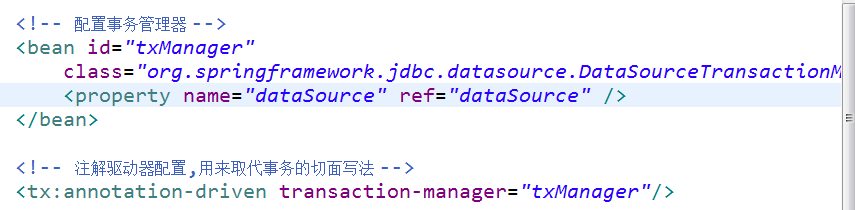 <!-- 配置事务管理器 -->
<bean id="txManager"
class="org.springframework.jdbc.datasource.DataSourceTransactionM
<property name="dataSource" ref="dataSource" />
</bean>
<!-- 注解驱动器配置,用来取代事务的切面写法 -->
<tx:annotation-driven transaction-manager="txManager"/>